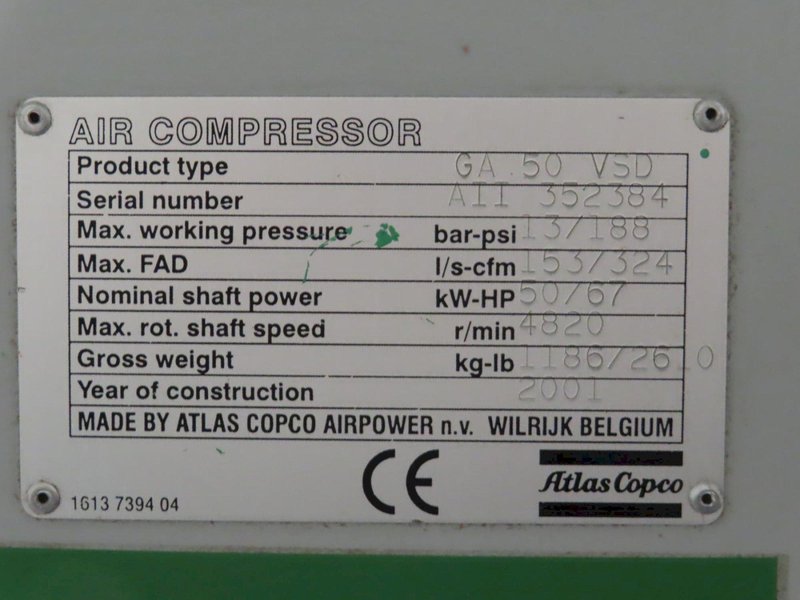 AIR COMPRESSOR
Product type GA 50 VSD
Serial number AII 352384
Max. working pressure bar-psi 13/188
Max. FAD l/s-cfm 153/324
Nominal shaft power kW-HP 50/67
Max. rot. shaft speed r/min 4820
Gross weight kg-lb 1186/2610
Year of construction 2001
MADE BY ATLAS COPCO AIRPOWER n.v. WILRIJK BELGIUM
CE
Atlas Copco
1613 7394 04